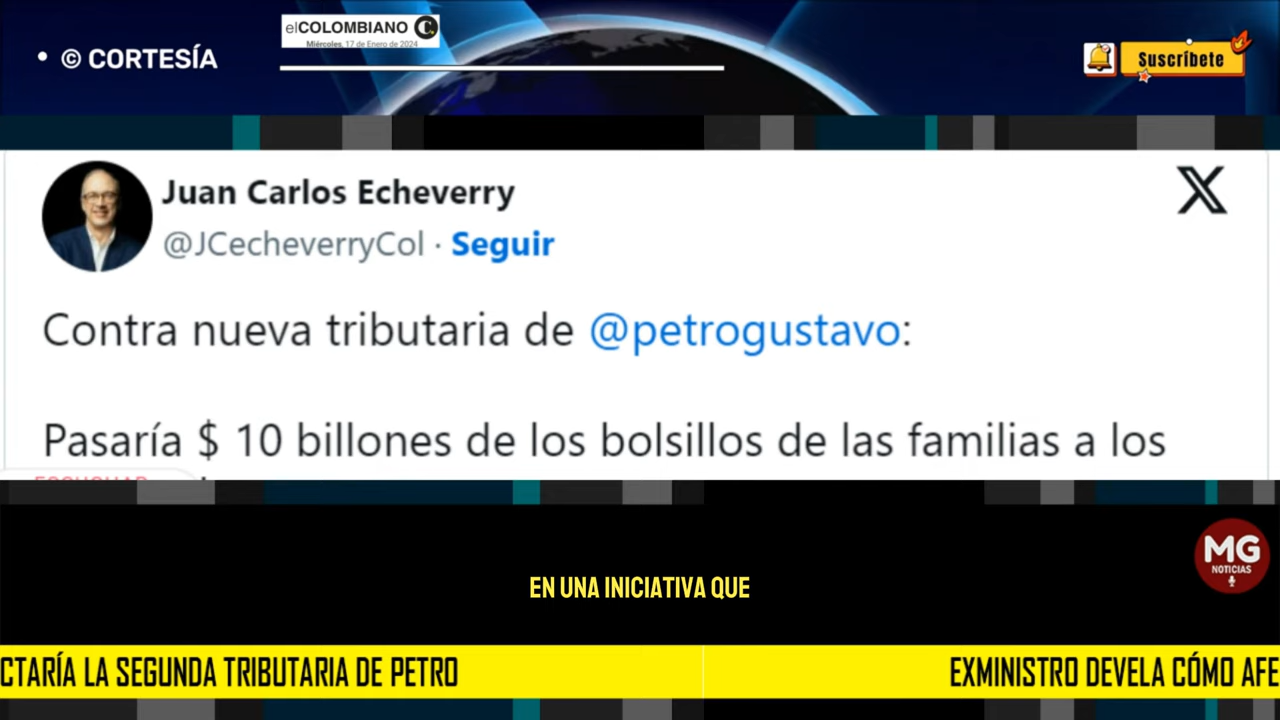 elCOLOMBIANO
Miércoles, 17 de Enero de 2024
• © CORTESÍA
Suscríbete
Juan Carlos Echeverry
@JCecheverryCol · Seguir
X
Contra nueva tributaria de @petrogustavo:
Pasaría $ 10 billones de los bolsillos de las familias a los
MG
NOTICIAS
EN UNA INICIATIVA QUE
CTARÍA LA SEGUNDA TRIBUTARIA DE PETRO
EXMINISTRO DEVELA CÓMO AFE